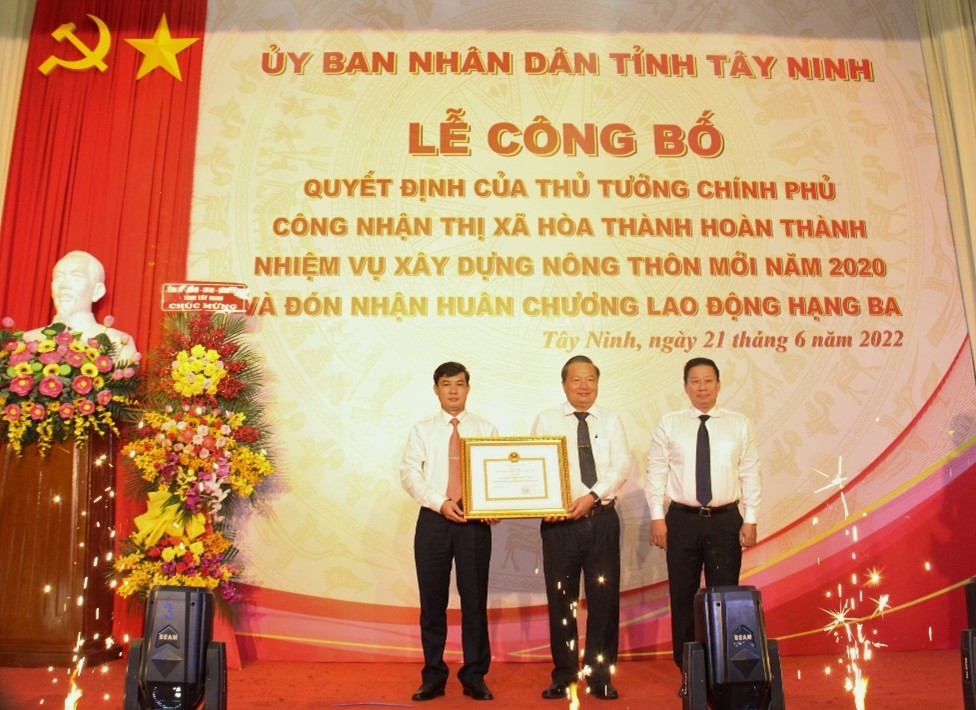 ỦY BAN NHÂN DÂN TỈNH TÂY NINH
LỄ CÔNG BỐ
QUYẾT ĐỊNH CỦA THỦ TƯỚNG CHÍNH PHỦ
CÔNG NHẬN THỊ XÃ HÒA THÀNH HOÀN THÀNH
NHIỆM VỤ XÂY DỰNG NÔNG THÔN MỚI NĂM 2020
VÀ ĐÓN NHẬN HUÂN CHƯƠNG LAO ĐỘNG HẠNG BA
Tây Ninh, ngày 21 tháng 6 năm 2022
TỈNH TÂY NINH
CHÚC MỪNG
3
BEAM
BEAM